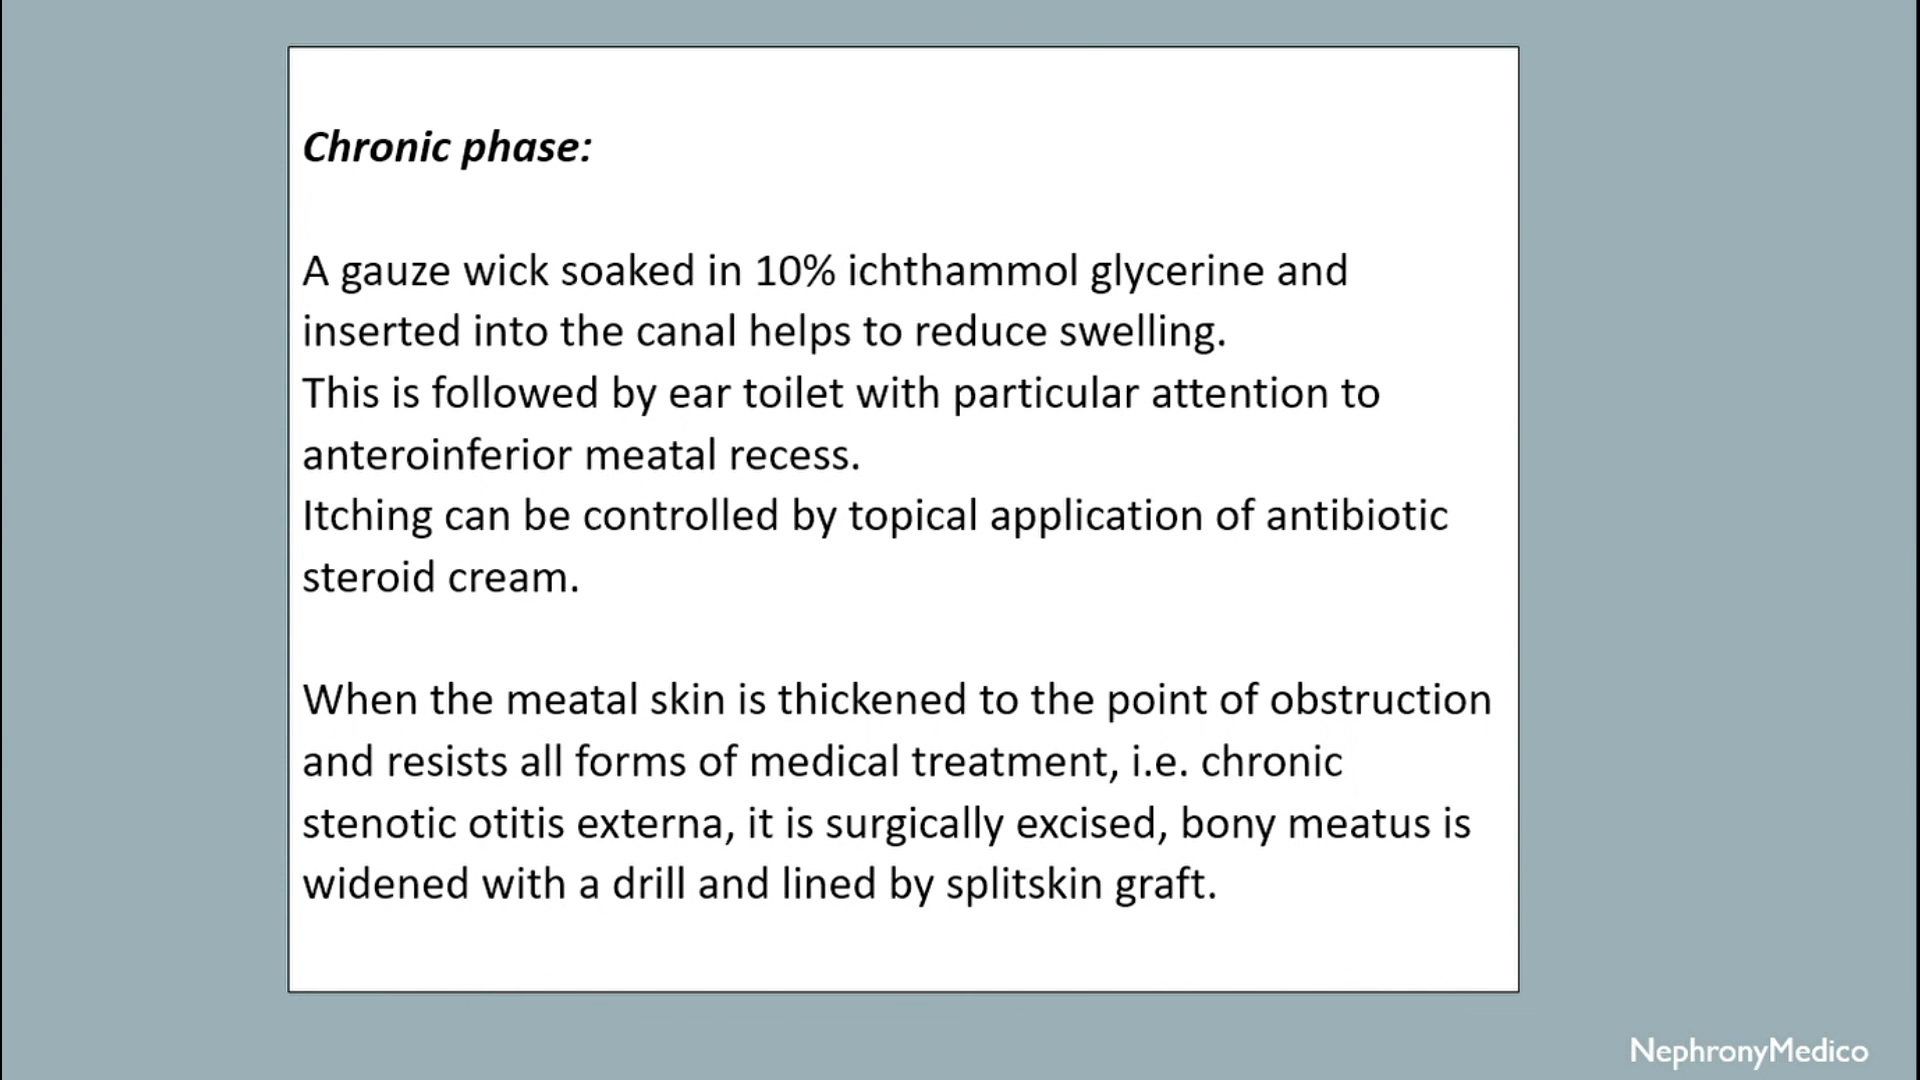 Chronic phase:
A gauze wick soaked in 10% ichthammol glycerine and
inserted into the canal helps to reduce swelling.
This is followed by ear toilet with particular attention to
anteroinferior meatal recess.
Itching can be controlled by topical application of antibiotic
steroid cream.
When the meatal skin is thickened to the point of obstruction
and resists all forms of medical treatment, i.e. chronic
stenotic otitis externa, it is surgically excised, bony meatus is
widened with a drill and lined by splitskin graft.
NephronyMedico